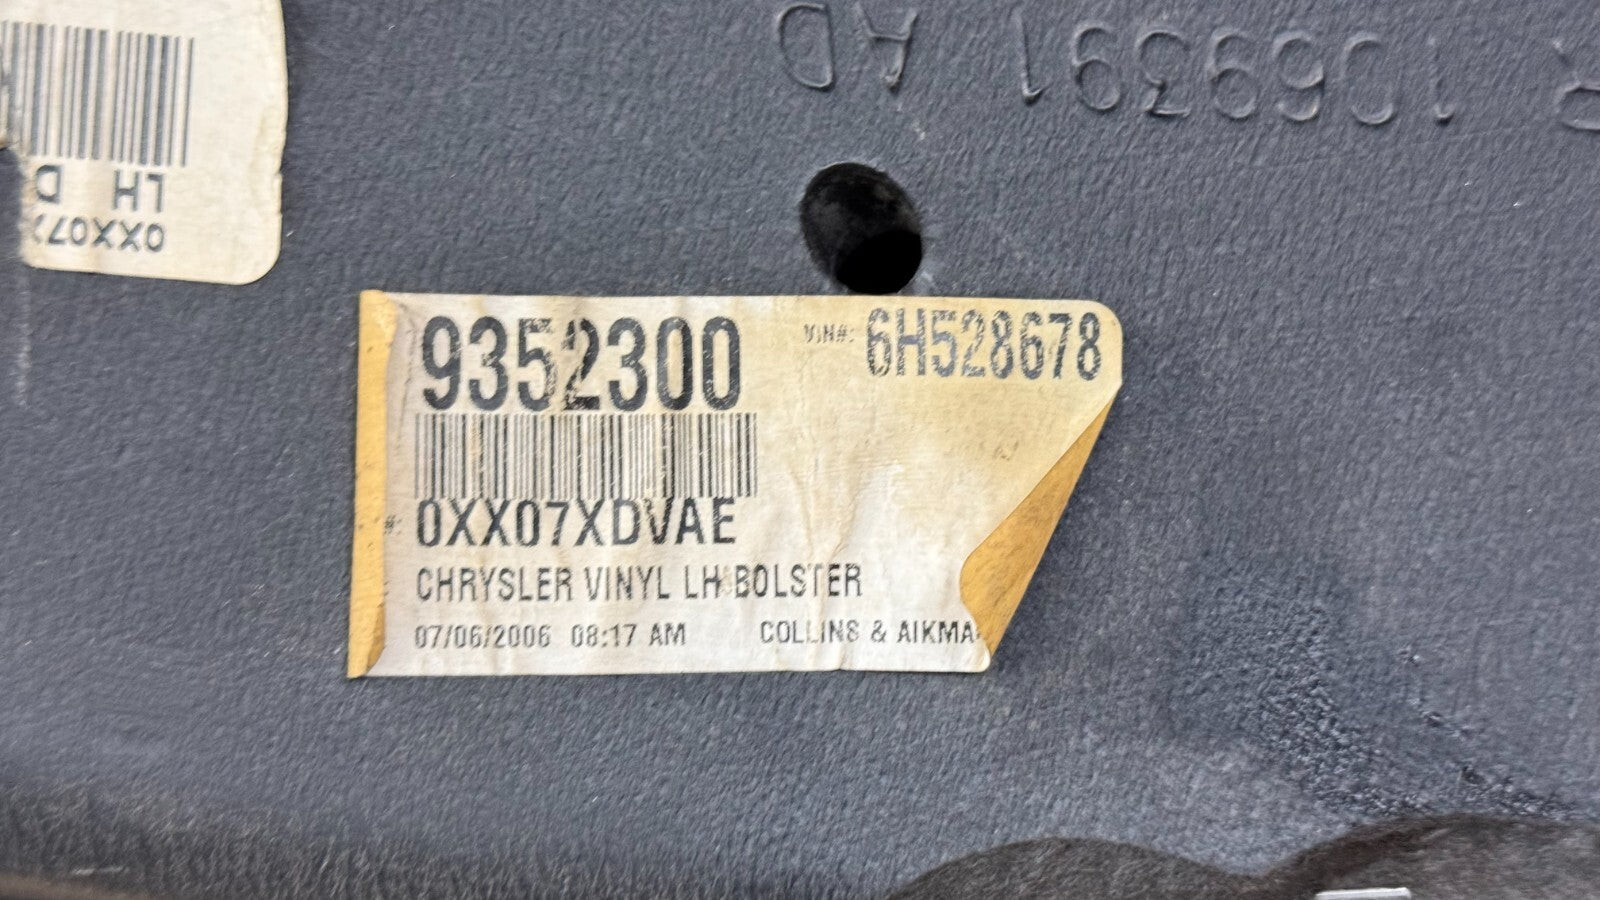 LH D
0XX07X
1069391 AD
9352300
VIN#: 6H528678
#: 0XX07XDVAE
CHRYSLER VINYL LH BOLSTER
07/06/2006 08:17 AM COLLINS & AIKMA